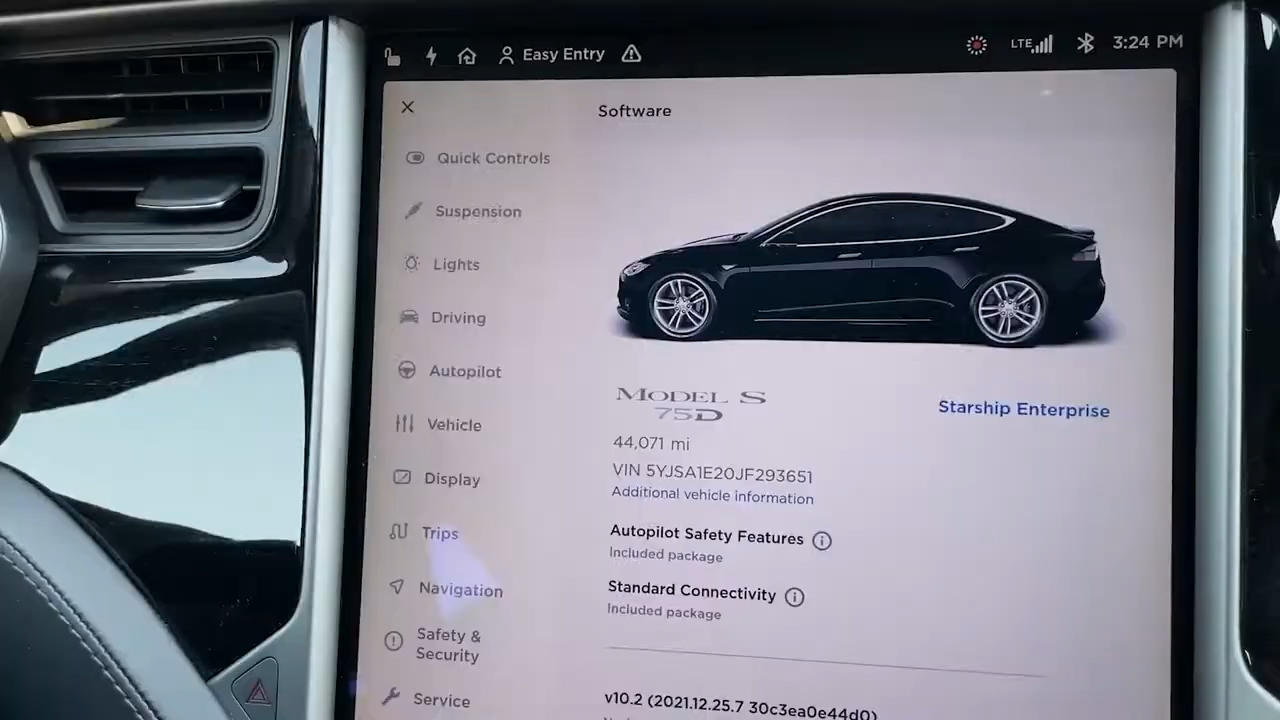 Easy Entry
LTE
3:24 PM
Software
Quick Controls
Suspension
Lights
Driving
Autopilot
Vehicle
Display
Trips
Navigation
Safety &
Security
Service
MODEL S
75D
Starship Enterprise
44,071 mi
VIN 5YJSA1E20JF293651
Additional vehicle information
Autopilot Safety Features
Included package
Standard Connectivity
Included package
v10.2 (2021.12.25.7 30c3ea0e44d0)